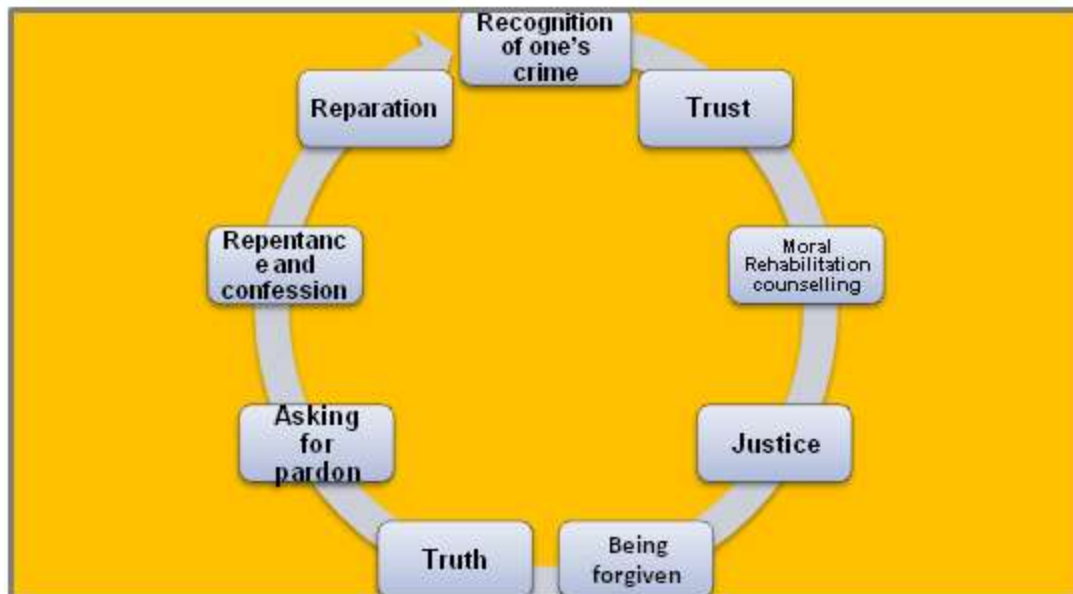 Recognition
of one's
crime
Trust
Moral
Rehabilitation
counselling
Justice
Being
forgiven
Truth
Asking
for
pardon
Repentanc
e and
confession
Reparation